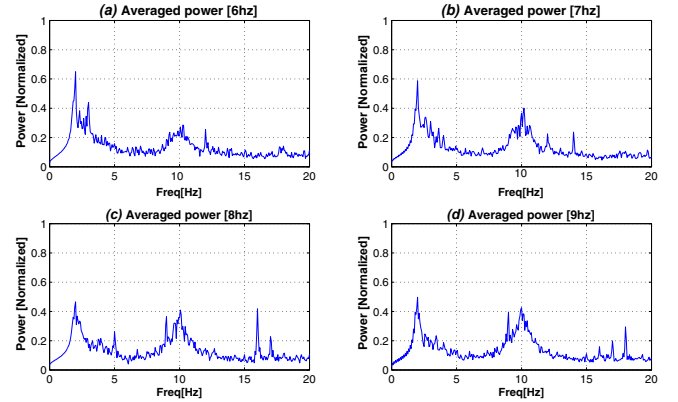 (a) Averaged power [6hz]
Power [Normalized]
1
0.8
0.6
0.4
0.2
0
0 5 10 15 20
Freq[Hz]
(b) Averaged power [7hz]
Power [Normalized]
1
0.8
0.6
0.4
0.2
0
0 5 10 15 20
Freq[Hz]
(c) Averaged power [8hz]
Power [Normalized]
1
0.8
0.6
0.4
0.2
0
0 5 10 15 20
Freq[Hz]
(d) Averaged power [9hz]
Power [Normalized]
1
0.8
0.6
0.4
0.2
0
0 5 10 15 20
Freq[Hz]